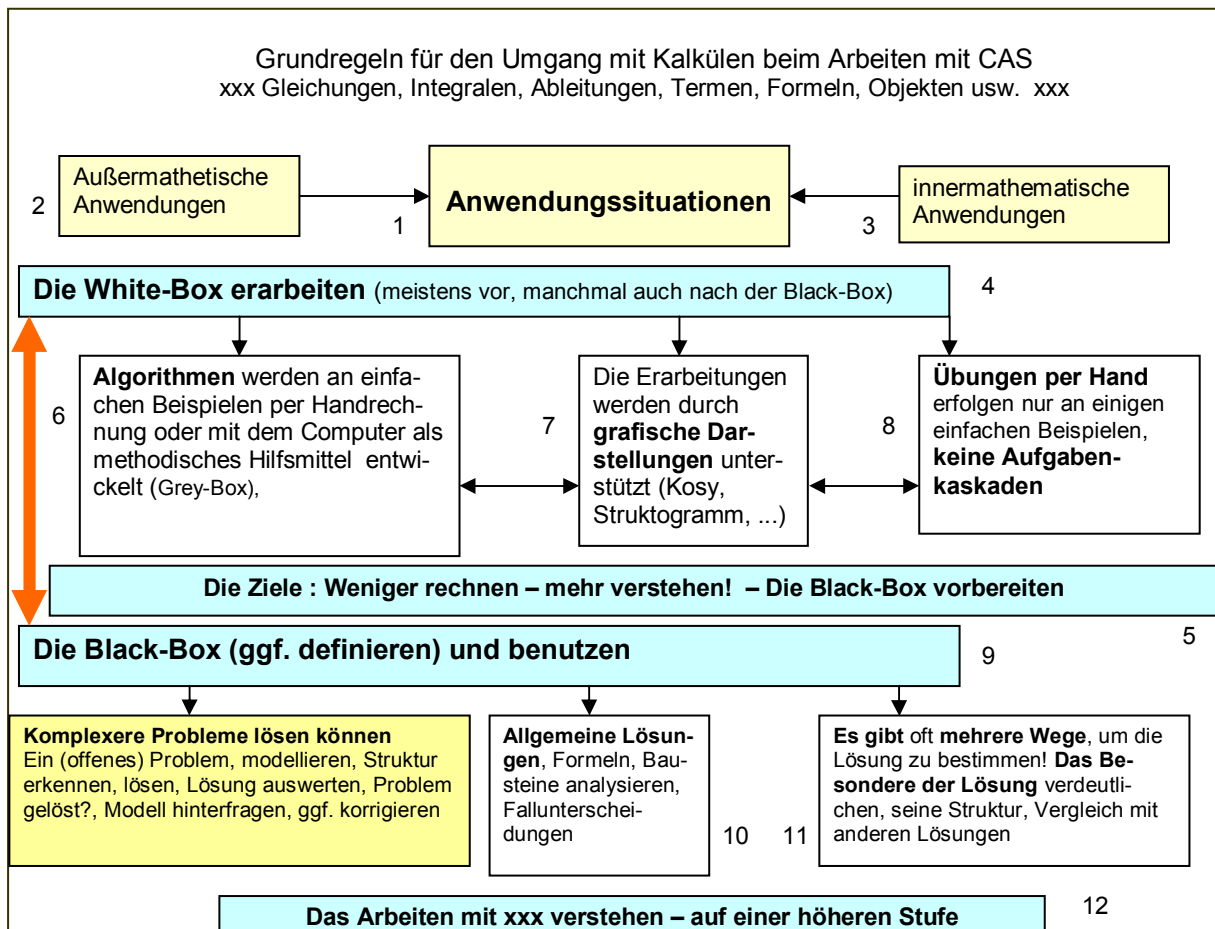 Grundregeln für den Umgang mit Kalkülen beim Arbeiten mit CAS
xxx Gleichungen, Integralen, Ableitungen, Termen, Formeln, Objekten usw.  xxx
2
Außermathetische
Anwendungen
1
Anwendungssituationen
3
innermathematische
Anwendungen
Die White-Box erarbeiten (meistens vor, manchmal auch nach der Black-Box)
4
6
Algorithmen werden an einfa-
chen Beispielen per Handrech-
nung oder mit dem Computer als
methodisches Hilfsmittel entwi-
ckelt (Grey-Box),
7
Die Erarbeitungen
werden durch
grafische Dar-
stellungen unter-
stützt (Kosy,
Struktogramm, ...)
8
Übungen per Hand
erfolgen nur an einigen
einfachen Beispielen,
keine Aufgaben-
kaskaden
Die Ziele : Weniger rechnen – mehr verstehen! – Die Black-Box vorbereiten
5
Die Black-Box (ggf. definieren) und benutzen
9
Komplexere Probleme lösen können
Ein (offenes) Problem, modellieren, Struktur
erkennen, lösen, Lösung auswerten, Problem
gelöst?, Modell hinterfragen, ggf. korrigieren
Allgemeine Lösun-
gen, Formeln, Bau-
steine analysieren,
Fallunterschei-
dungen
10
11
Es gibt oft mehrere Wege, um die
Lösung zu bestimmen! Das Be-
sondere der Lösung verdeutli-
chen, seine Struktur, Vergleich mit
anderen Lösungen
Das Arbeiten mit xxx verstehen – auf einer höheren Stufe
12